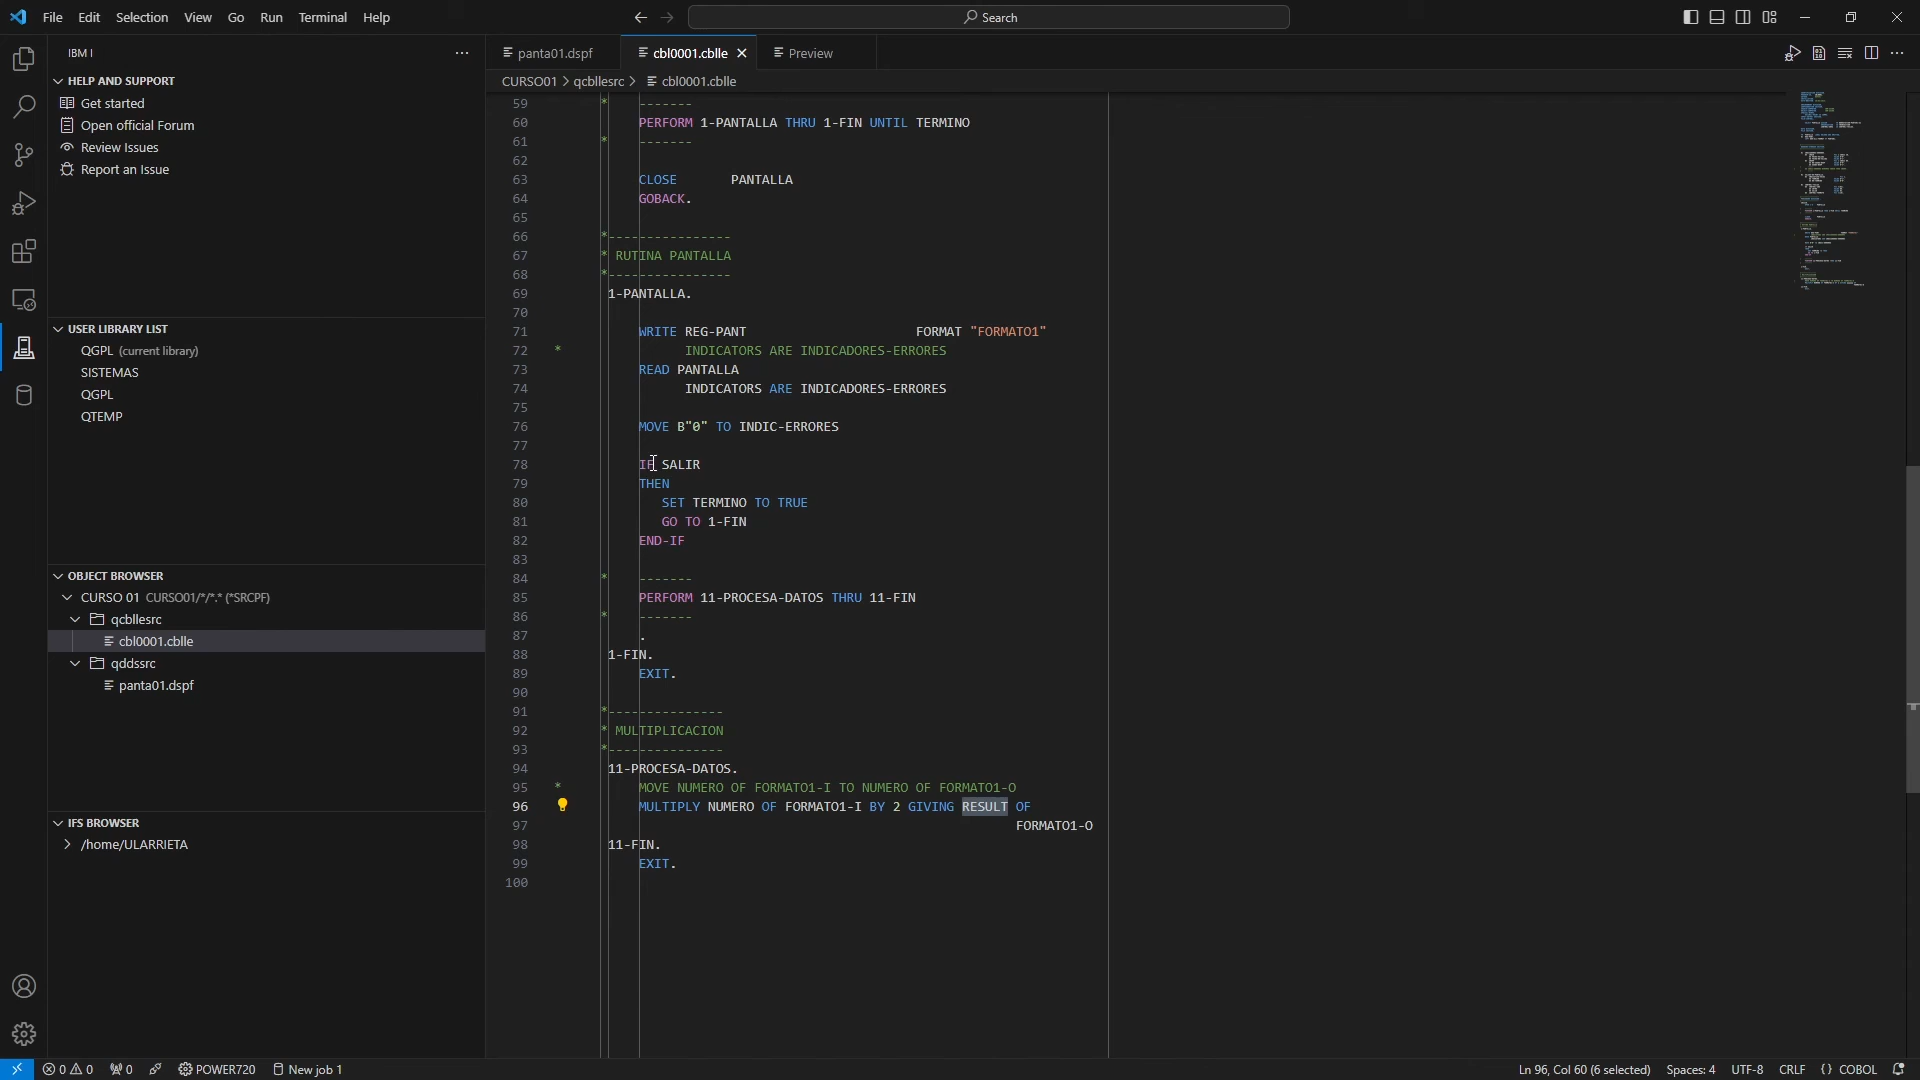 File Edit Selection View Go Run Terminal Help
Search
IBM I
HELP AND SUPPORT
Get started
Open official Forum
Review Issues
Report an Issue
USER LIBRARY LIST
QGPL (current library)
SISTEMAS
QGPL
QTEMP
OBJECT BROWSER
CURSO 01 CURSO01/*/*.* (*SRCPF)
qcbllesrc
cbl0001.cblle
qddssrc
panta01.dspf
IFS BROWSER
/home/ULARRIETA
panta01.dspf cbl0001.cblle Preview
CURSO01 > qcbllesrc > cbl0001.cblle
59 * -------
60 PERFORM 1-PANTALLA THRU 1-FIN UNTIL TERMINO
61 * -------
62
63 CLOSE PANTALLA
64 GOBACK.
65
66 *----------------
67 * RUTINA PANTALLA
68 *----------------
69 1-PANTALLA.
70
71 WRITE REG-PANT FORMAT "FORMATO1"
72 * INDICATORS ARE INDICADORES-ERRORES
73 READ PANTALLA
74 INDICATORS ARE INDICADORES-ERRORES
75
76 MOVE B"0" TO INDIC-ERRORES
77
78 IF SALIR
79 THEN
80 SET TERMINO TO TRUE
81 GO TO 1-FIN
82 END-IF
83
84 * -------
85 PERFORM 11-PROCESA-DATOS THRU 11-FIN
86 * -------
87 .
88 1-FIN.
89 EXIT.
90
91 *---------------
92 * MULTIPLICACION
93 *---------------
94 11-PROCESA-DATOS.
95 * MOVE NUMERO OF FORMATO1-I TO NUMERO OF FORMATO1-O
96 MULTIPLY NUMERO OF FORMATO1-I BY 2 GIVING RESULT OF
97 FORMATO1-O
98 11-FIN.
99 EXIT.
100
0 0 0 POWER720 New job 1 Ln 96, Col 60 (6 selected) Spaces: 4 UTF-8 CRLF {} COBOL